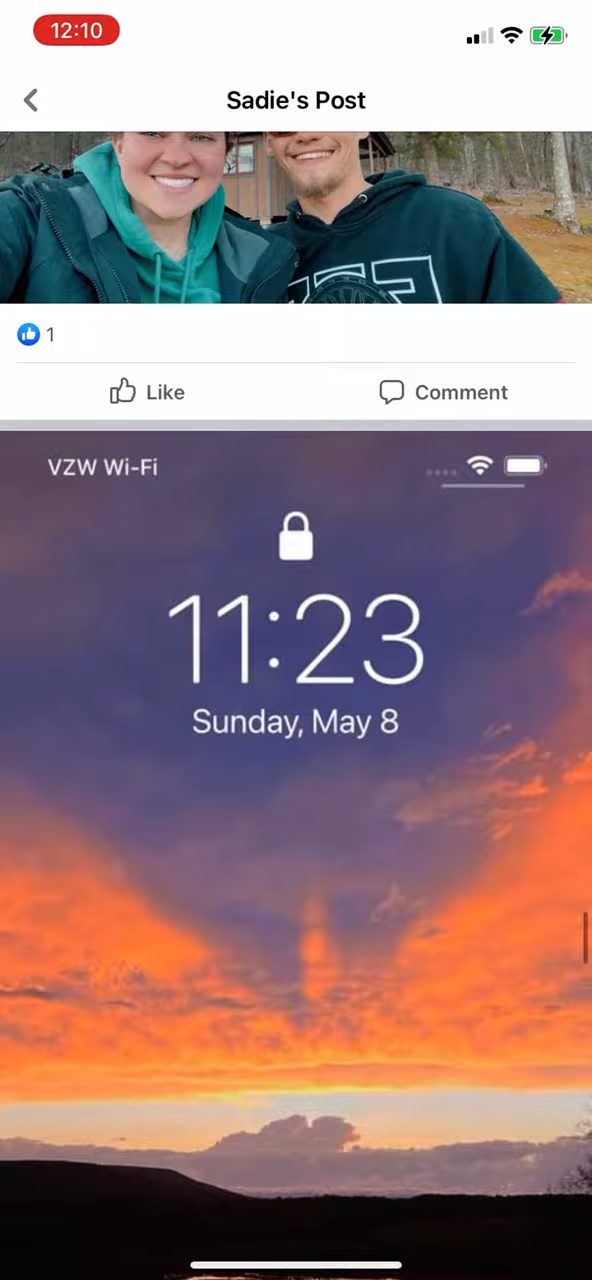 12:10
Sadie's Post
1
Like
Comment
VZW Wi-Fi
11:23
Sunday, May 8